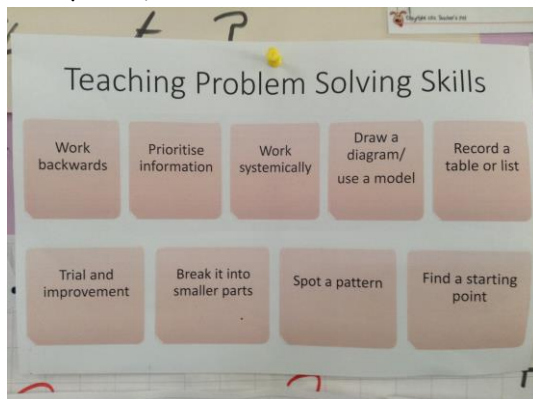 Teaching Problem Solving Skills
Work
backwards
Prioritise
information
Work
systemically
Draw a
diagram/
use a model
Record a
table or list
Trial and
improvement
Break it into
smaller parts
Spot a pattern
Find a starting
point